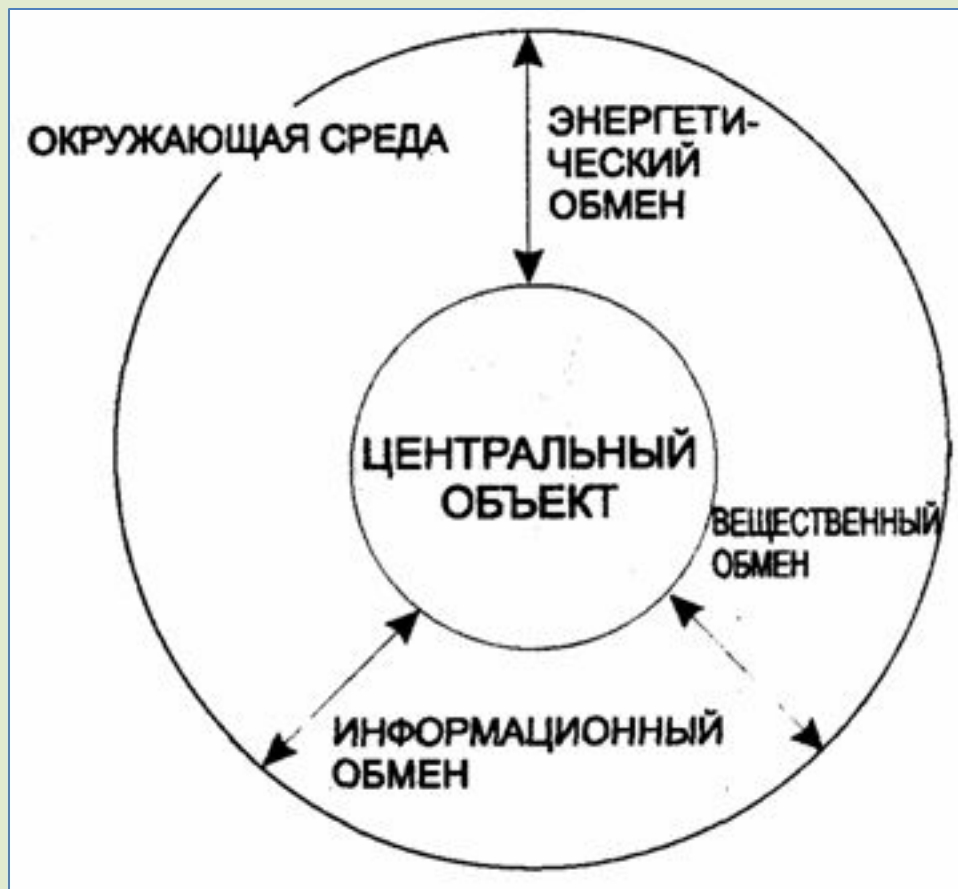 ОКРУЖАЮЩАЯ СРЕДА
ЭНЕРГЕТИ-
ЧЕСКИЙ
ОБМЕН
ЦЕНТРАЛЬНЫЙ
ОБЪЕКТ
ВЕЩЕСТВЕННЫЙ
ОБМЕН
ИНФОРМАЦИОННЫЙ
ОБМЕН